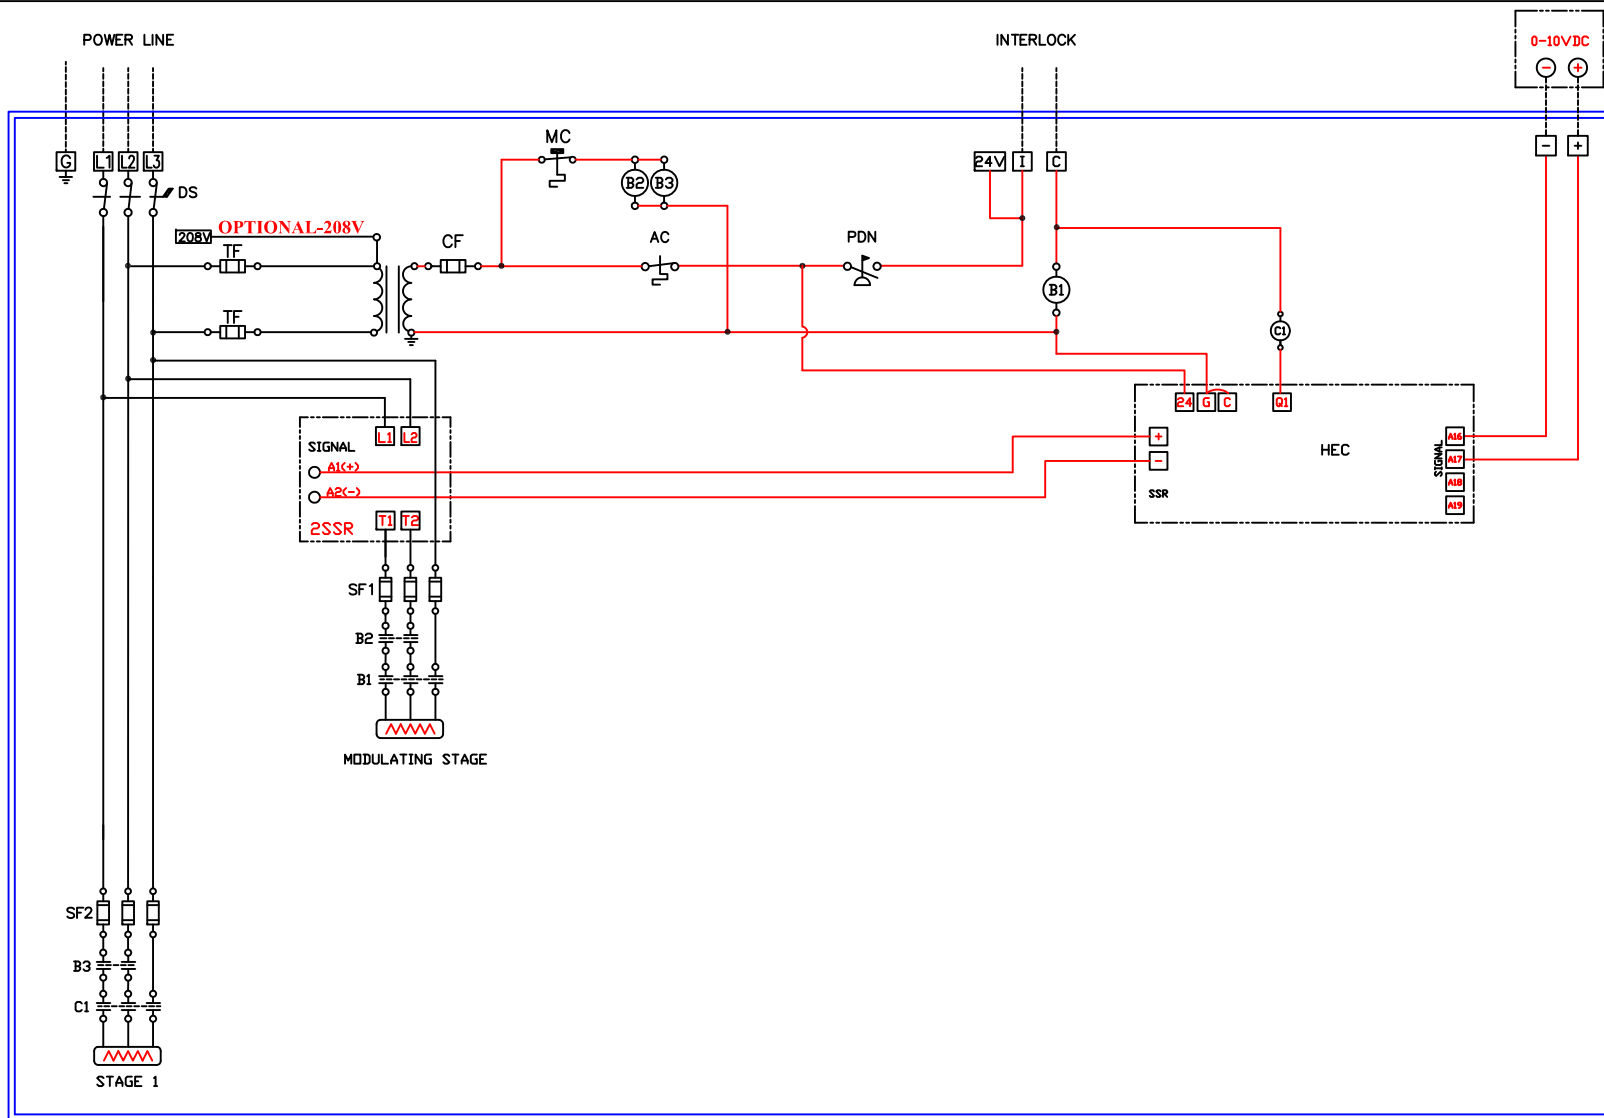 POWER LINE
INTERLOCK
0-10VDC
- +
G L1 L2 L3
DS
MC
24V I C
- +
B2 B3
208V OPTIONAL-208V
TF
CF
AC
PDN
B1
TF
C1
24 G C Q1
L1 L2
SIGNAL
A1(+)
A2(-)
2SSR
T1 T2
+
-
SSR
HEC
SIGNAL
A16
A17
A18
A19
SF1
B2
B1
MODULATING STAGE
SF2
B3
C1
STAGE 1